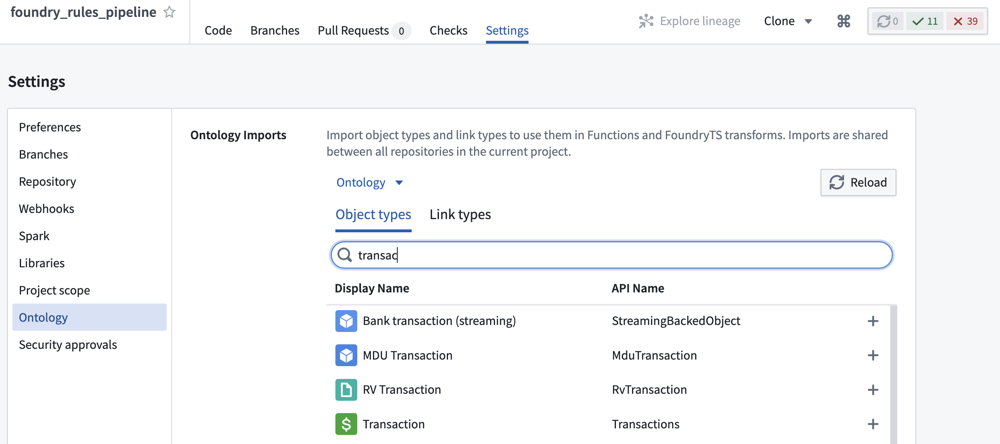 foundry_rules_pipeline
Code Branches Pull Requests 0 Checks Settings
Explore lineage Clone 0 11 39
Settings
Preferences
Branches
Repository
Webhooks
Spark
Libraries
Project scope
Ontology
Security approvals
Ontology Imports
Import object types and link types to use them in Functions and FoundryTS transforms. Imports are shared
between all repositories in the current project.
Ontology
Reload
Object types Link types
transac
Display Name API Name
Bank transaction (streaming) StreamingBackedObject
MDU Transaction MduTransaction
RV Transaction RvTransaction
Transaction Transactions